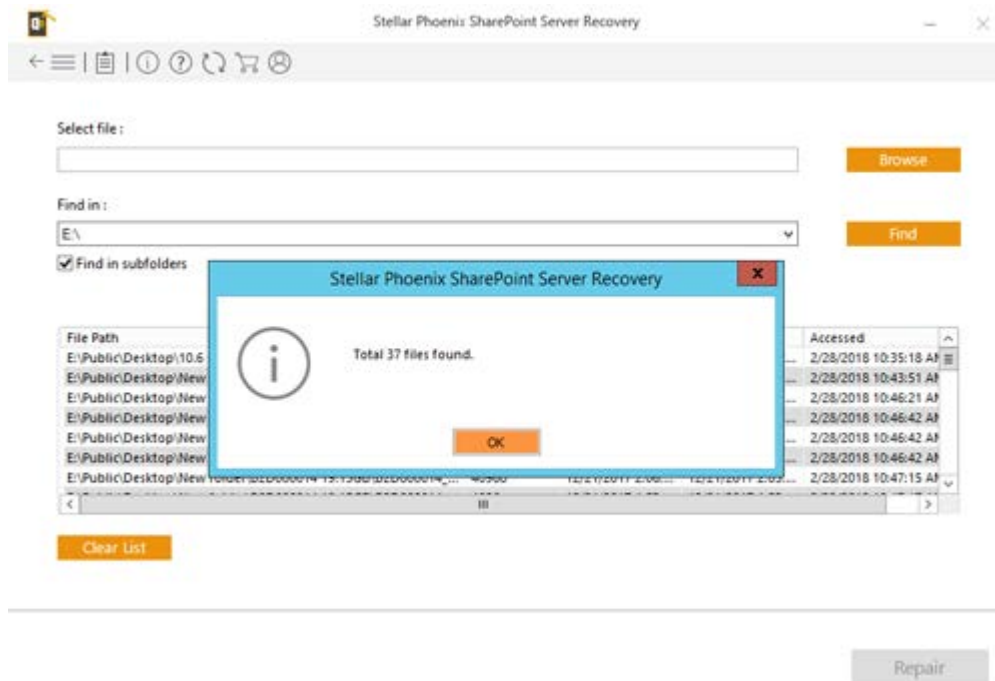 Stellar Phoenix SharePoint Server Recovery
Select file :
Browse
Find in :
E:\
Find
Find in subfolders
Stellar Phoenix SharePoint Server Recovery
Total 37 files found.
OK
File Path Accessed
E:\Public\Desktop\10.6 ... 2/28/2018 10:35:18 AM
E:\Public\Desktop\New ... 2/28/2018 10:43:51 AM
E:\Public\Desktop\New ... 2/28/2018 10:46:21 AM
E:\Public\Desktop\New ... 2/28/2018 10:46:42 AM
E:\Public\Desktop\New ... 2/28/2018 10:46:42 AM
E:\Public\Desktop\New ... 2/28/2018 10:46:42 AM
E:\Public\Desktop\New 2/28/2018 10:47:15 AM
Clear List
Repair